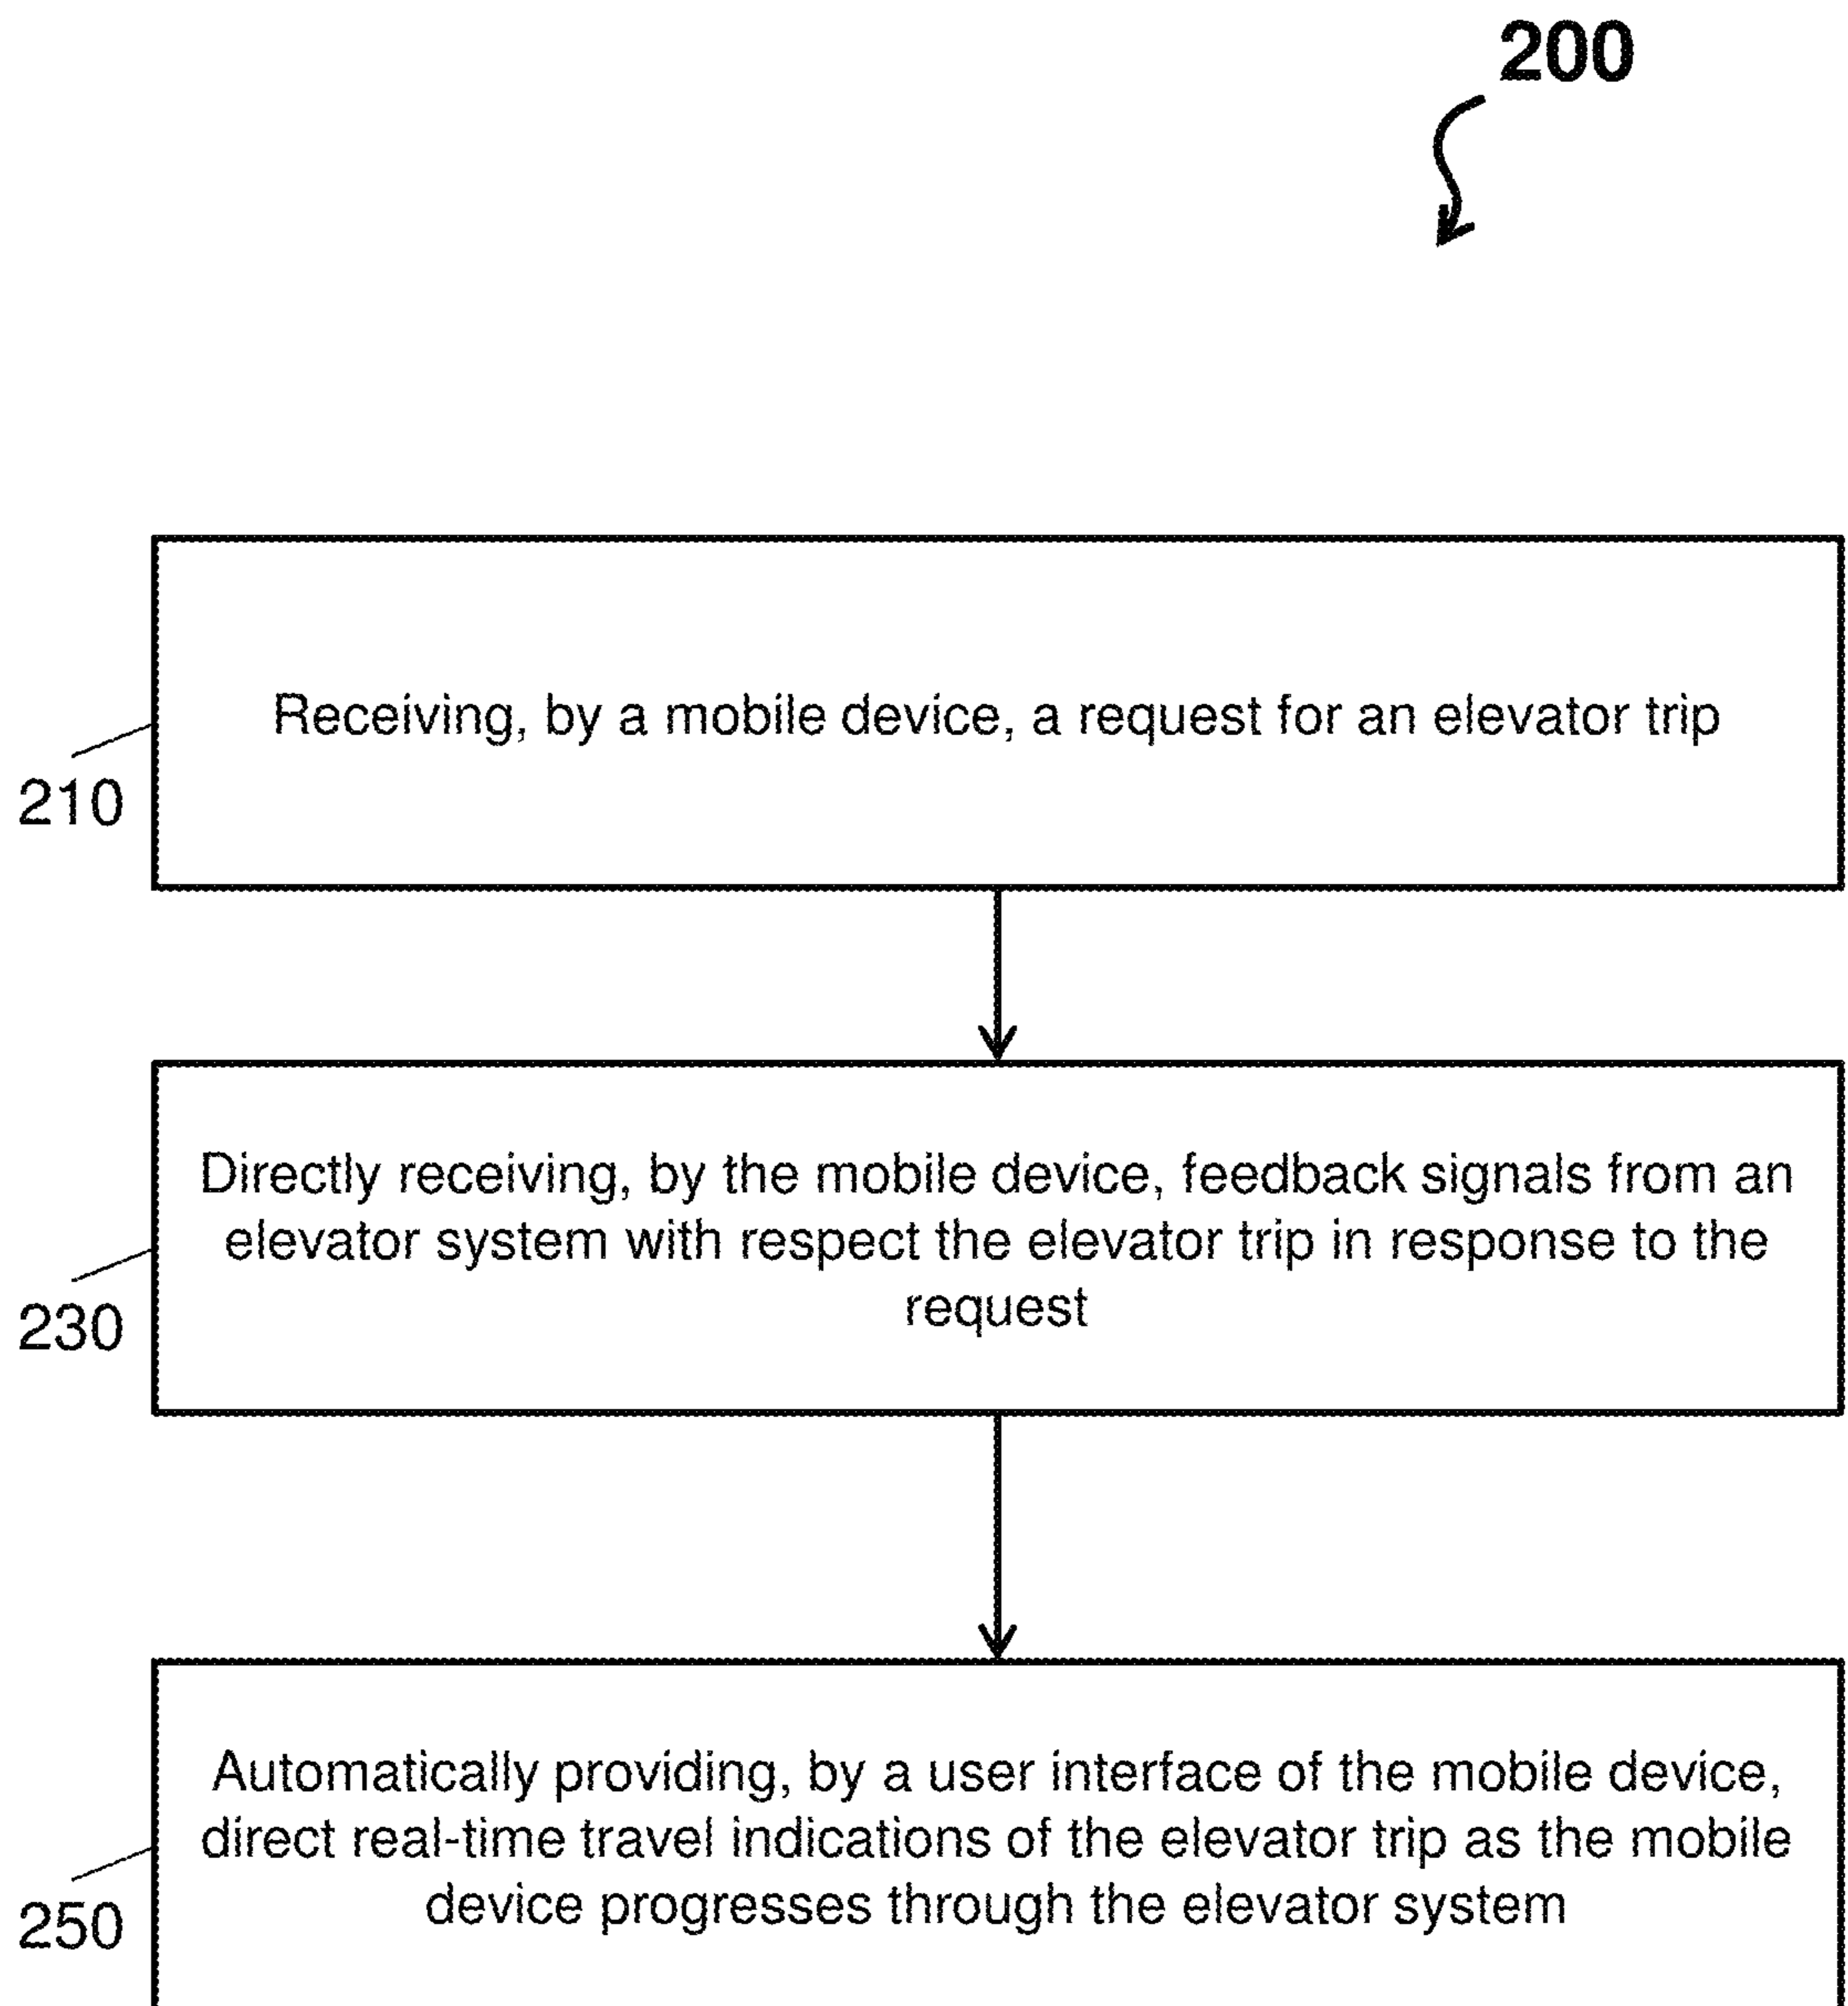 200
Receiving, by a mobile device, a request for an elevator trip
210
Directly receiving, by the mobile device, feedback signals from an
elevator system with respect the elevator trip in response to the
request
230
Automatically providing, by a user interface of the mobile device,
direct real-time travel indications of the elevator trip as the mobile
device progresses through the elevator system
250